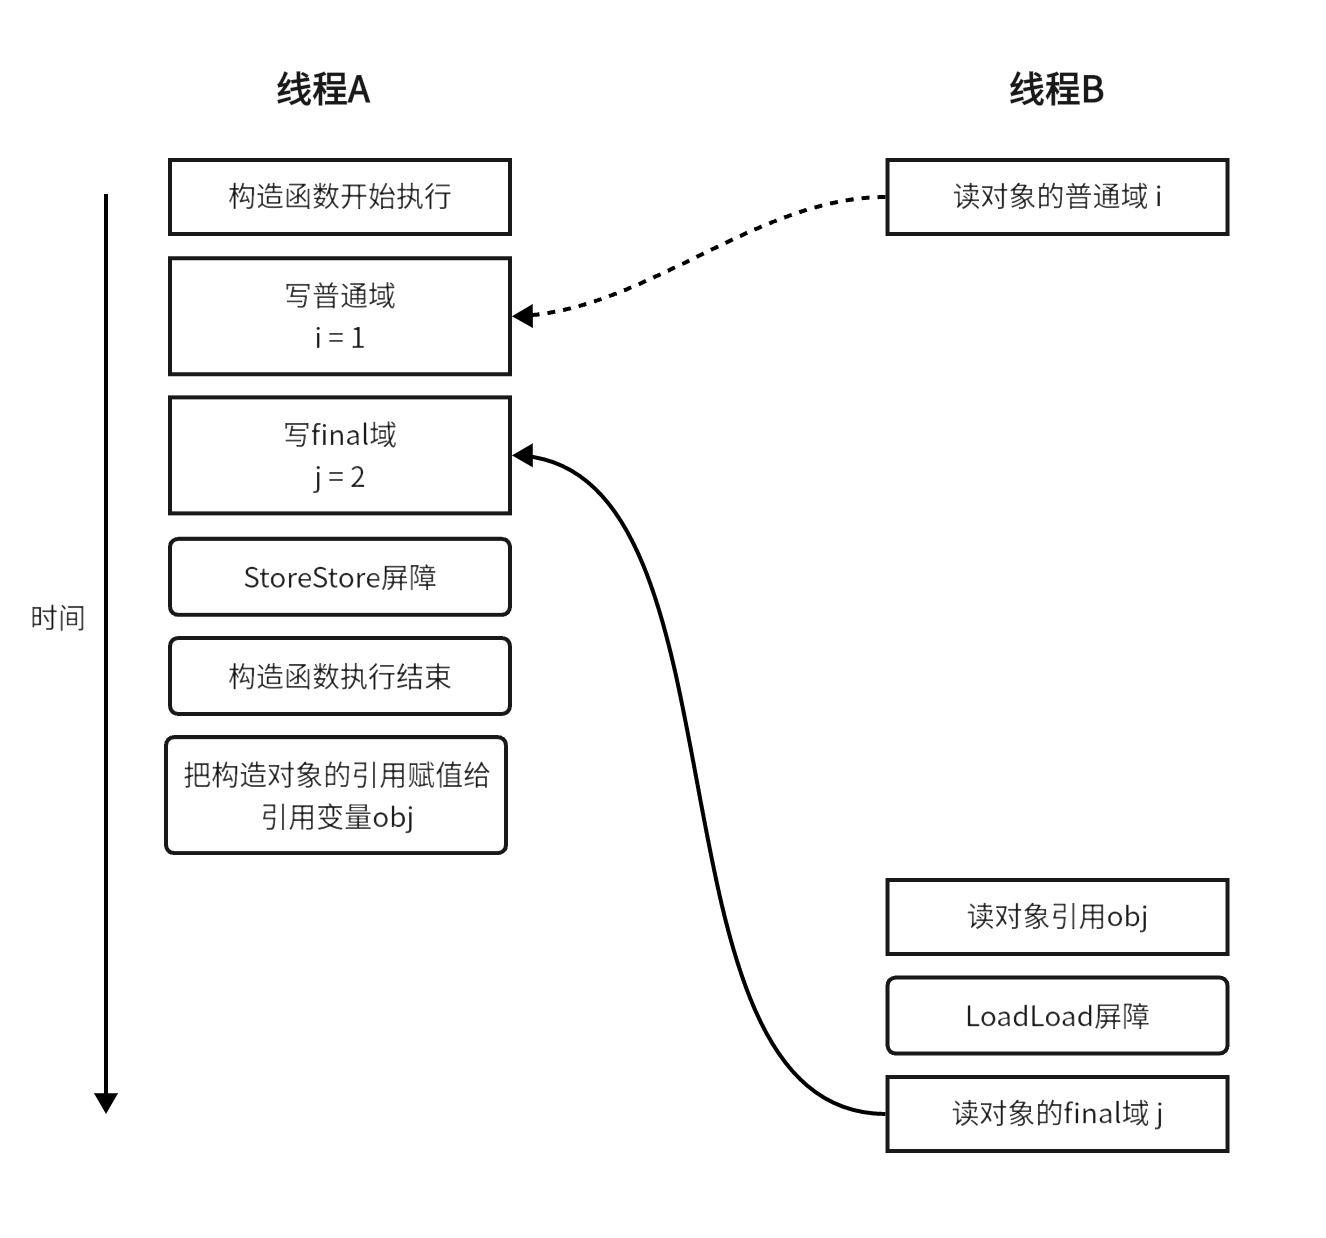 线程A
线程B
构造函数开始执行
读对象的普通域 i
写普通域
i = 1
写final域
j = 2
StoreStore屏障
时间
构造函数执行结束
把构造对象的引用赋值给
引用变量obj
读对象引用obj
LoadLoad屏障
读对象的final域 j